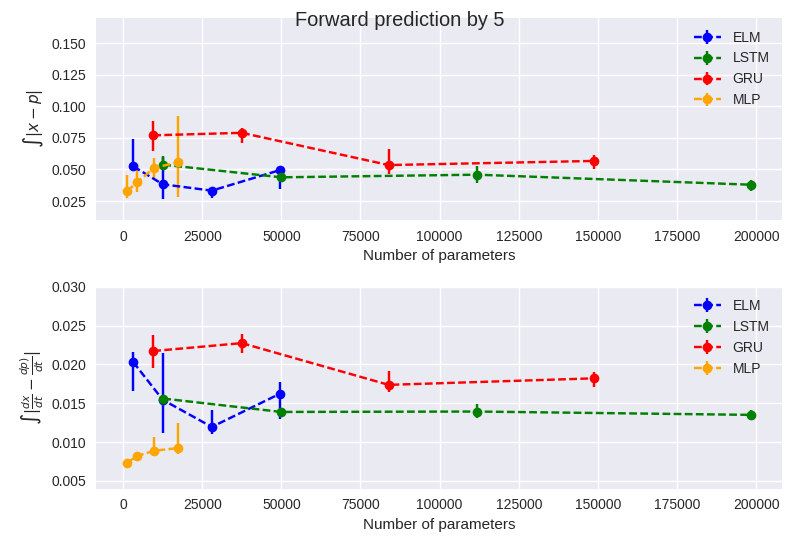 Forward prediction by 5
0.150
0.125
0.100
0.075
0.050
0.025
∫|x − p|
ELM
LSTM
GRU
MLP
0 25000 50000 75000 100000 125000 150000 175000 200000
Number of parameters
0.030
0.025
0.020
0.015
0.010
0.005
∫|dx/dt − dp)/dt|
ELM
LSTM
GRU
MLP
0 25000 50000 75000 100000 125000 150000 175000 200000
Number of parameters